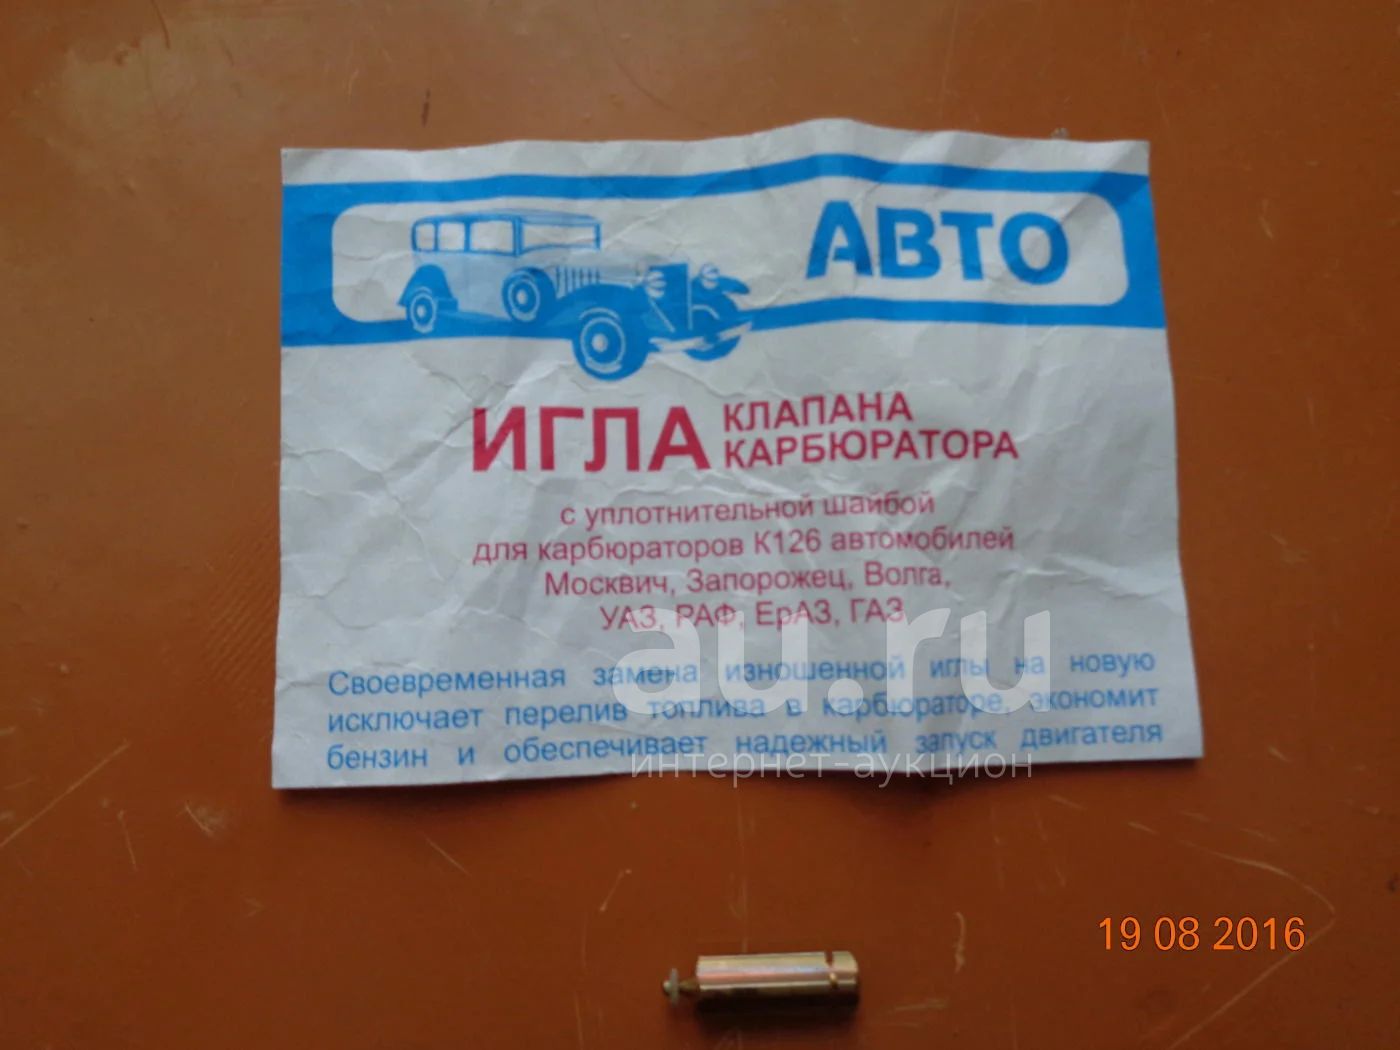 АВТО
ИГЛА КЛАПАНА
КАРБЮРАТОРА
с уплотнительной шайбой
для карбюраторов К126 автомобилей
Москвич, Запорожец, Волга,
УАЗ, РАФ, ЕрАЗ, ГАЗ
Своевременная замена изношенной иглы на новую
исключает перелив топлива в карбюраторе, экономит
бензин и обеспечивает надежный запуск двигателя
au.ru
интернет-аукцион
19 08 2016